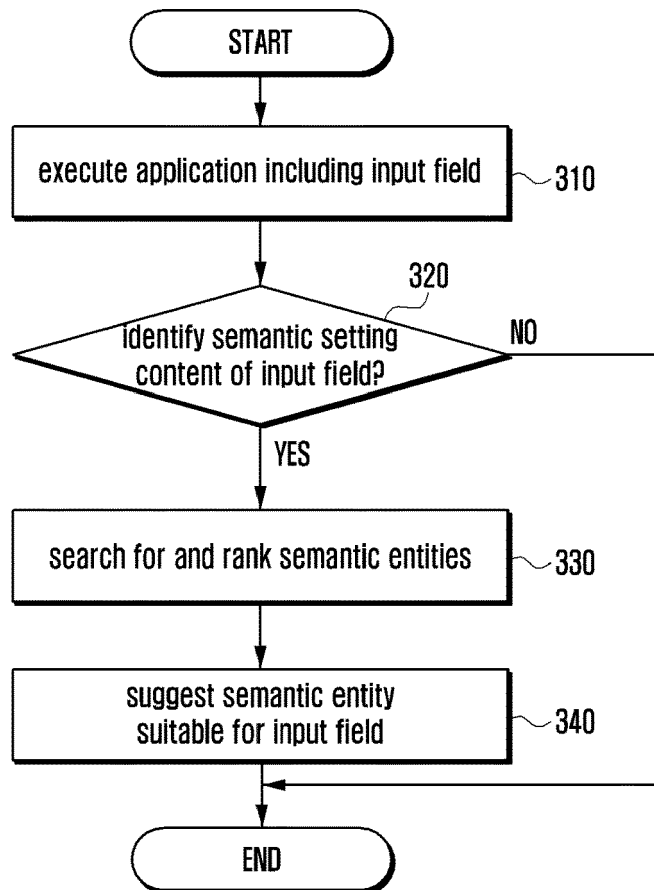 START
execute application including input field
310
320
identify semantic setting
content of input field?
NO
YES
search for and rank semantic entities
330
suggest semantic entity
suitable for input field
340
END